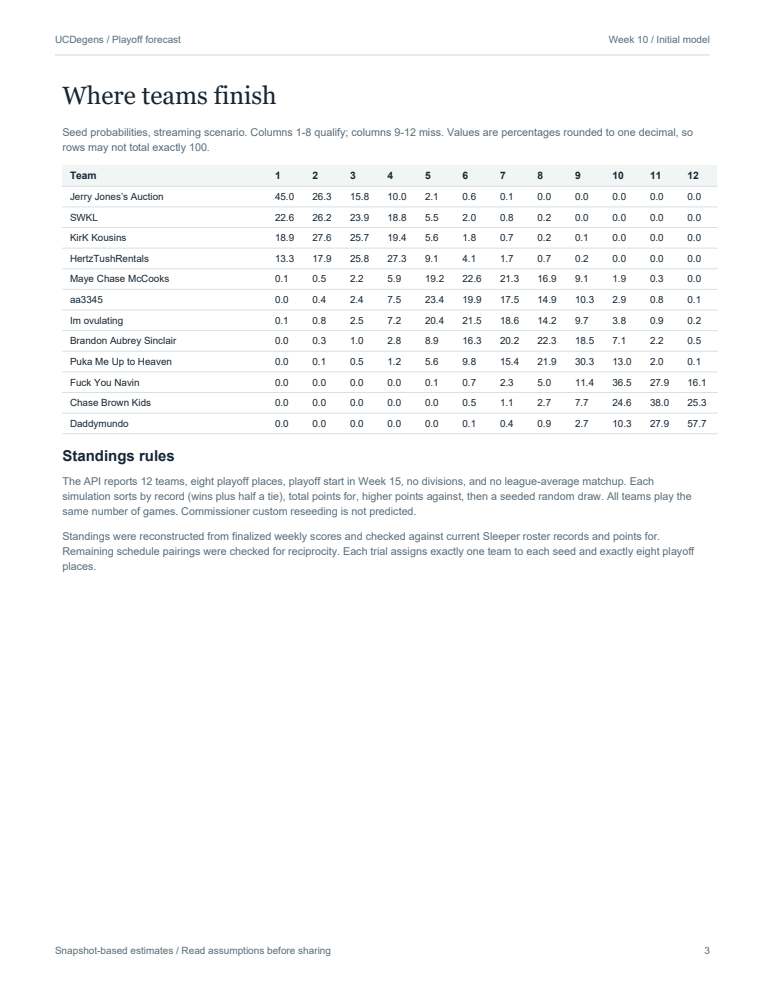 UCDegens / Playoff forecast
Week 10 / Initial model
Where teams finish
Seed probabilities, streaming scenario. Columns 1-8 qualify; columns 9-12 miss. Values are percentages rounded to one decimal, so
rows may not total exactly 100.
Team 1 2 3 4 5 6 7 8 9 10 11 12
Jerry Jones’s Auction 45.0 26.3 15.8 10.0 2.1 0.6 0.1 0.0 0.0 0.0 0.0 0.0
SWKL 22.6 26.2 23.9 18.8 5.5 2.0 0.8 0.2 0.0 0.0 0.0 0.0
KirK Kousins 18.9 27.6 25.7 19.4 5.6 1.8 0.7 0.2 0.1 0.0 0.0 0.0
HertzTushRentals 13.3 17.9 25.8 27.3 9.1 4.1 1.7 0.7 0.2 0.0 0.0 0.0
Maye Chase McCooks 0.1 0.5 2.2 5.9 19.2 22.6 21.3 16.9 9.1 1.9 0.3 0.0
aa3345 0.0 0.4 2.4 7.5 23.4 19.9 17.5 14.9 10.3 2.9 0.8 0.1
Im ovulating 0.1 0.8 2.5 7.2 20.4 21.5 18.6 14.2 9.7 3.8 0.9 0.2
Brandon Aubrey Sinclair 0.0 0.3 1.0 2.8 8.9 16.3 20.2 22.3 18.5 7.1 2.2 0.5
Puka Me Up to Heaven 0.0 0.1 0.5 1.2 5.6 9.8 15.4 21.9 30.3 13.0 2.0 0.1
Fuck You Navin 0.0 0.0 0.0 0.0 0.1 0.7 2.3 5.0 11.4 36.5 27.9 16.1
Chase Brown Kids 0.0 0.0 0.0 0.0 0.0 0.5 1.1 2.7 7.7 24.6 38.0 25.3
Daddymundo 0.0 0.0 0.0 0.0 0.0 0.1 0.4 0.9 2.7 10.3 27.9 57.7
Standings rules
The API reports 12 teams, eight playoff places, playoff start in Week 15, no divisions, and no league-average matchup. Each
simulation sorts by record (wins plus half a tie), total points for, higher points against, then a seeded random draw. All teams play the
same number of games. Commissioner custom reseeding is not predicted.
Standings were reconstructed from finalized weekly scores and checked against current Sleeper roster records and points for.
Remaining schedule pairings were checked for reciprocity. Each trial assigns exactly one team to each seed and exactly eight playoff
places.
Snapshot-based estimates / Read assumptions before sharing
3